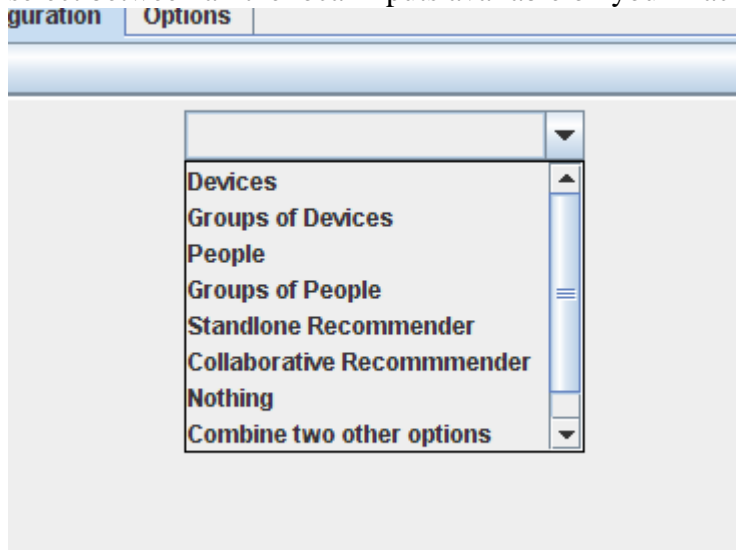 guration Options
Devices
Groups of Devices
People
Groups of People
Standlone Recommender
Collaborative Recommmender
Nothing
Combine two other options